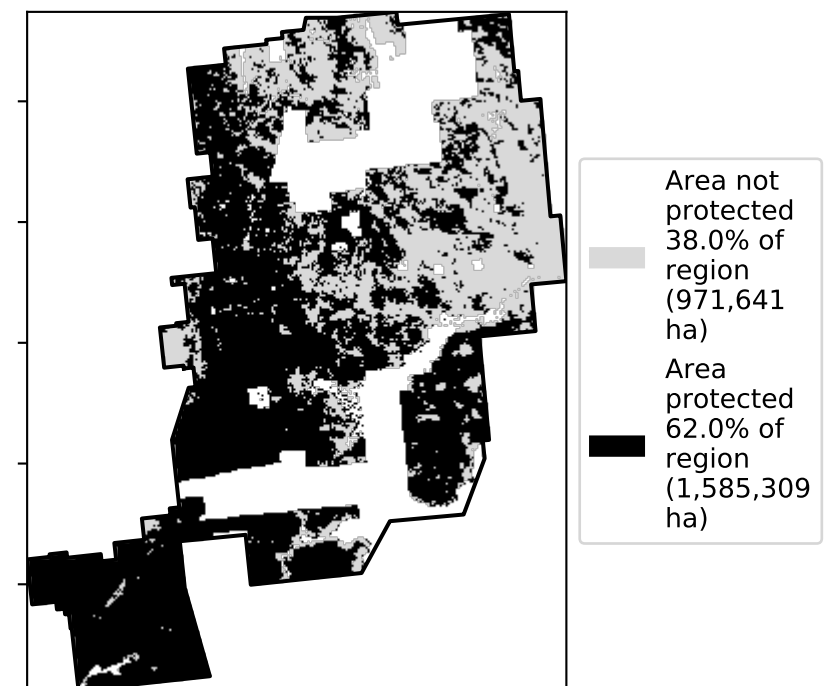 Area not
protected
38.0% of
region
(971,641
ha)
Area
protected
62.0% of
region
(1,585,309
ha)